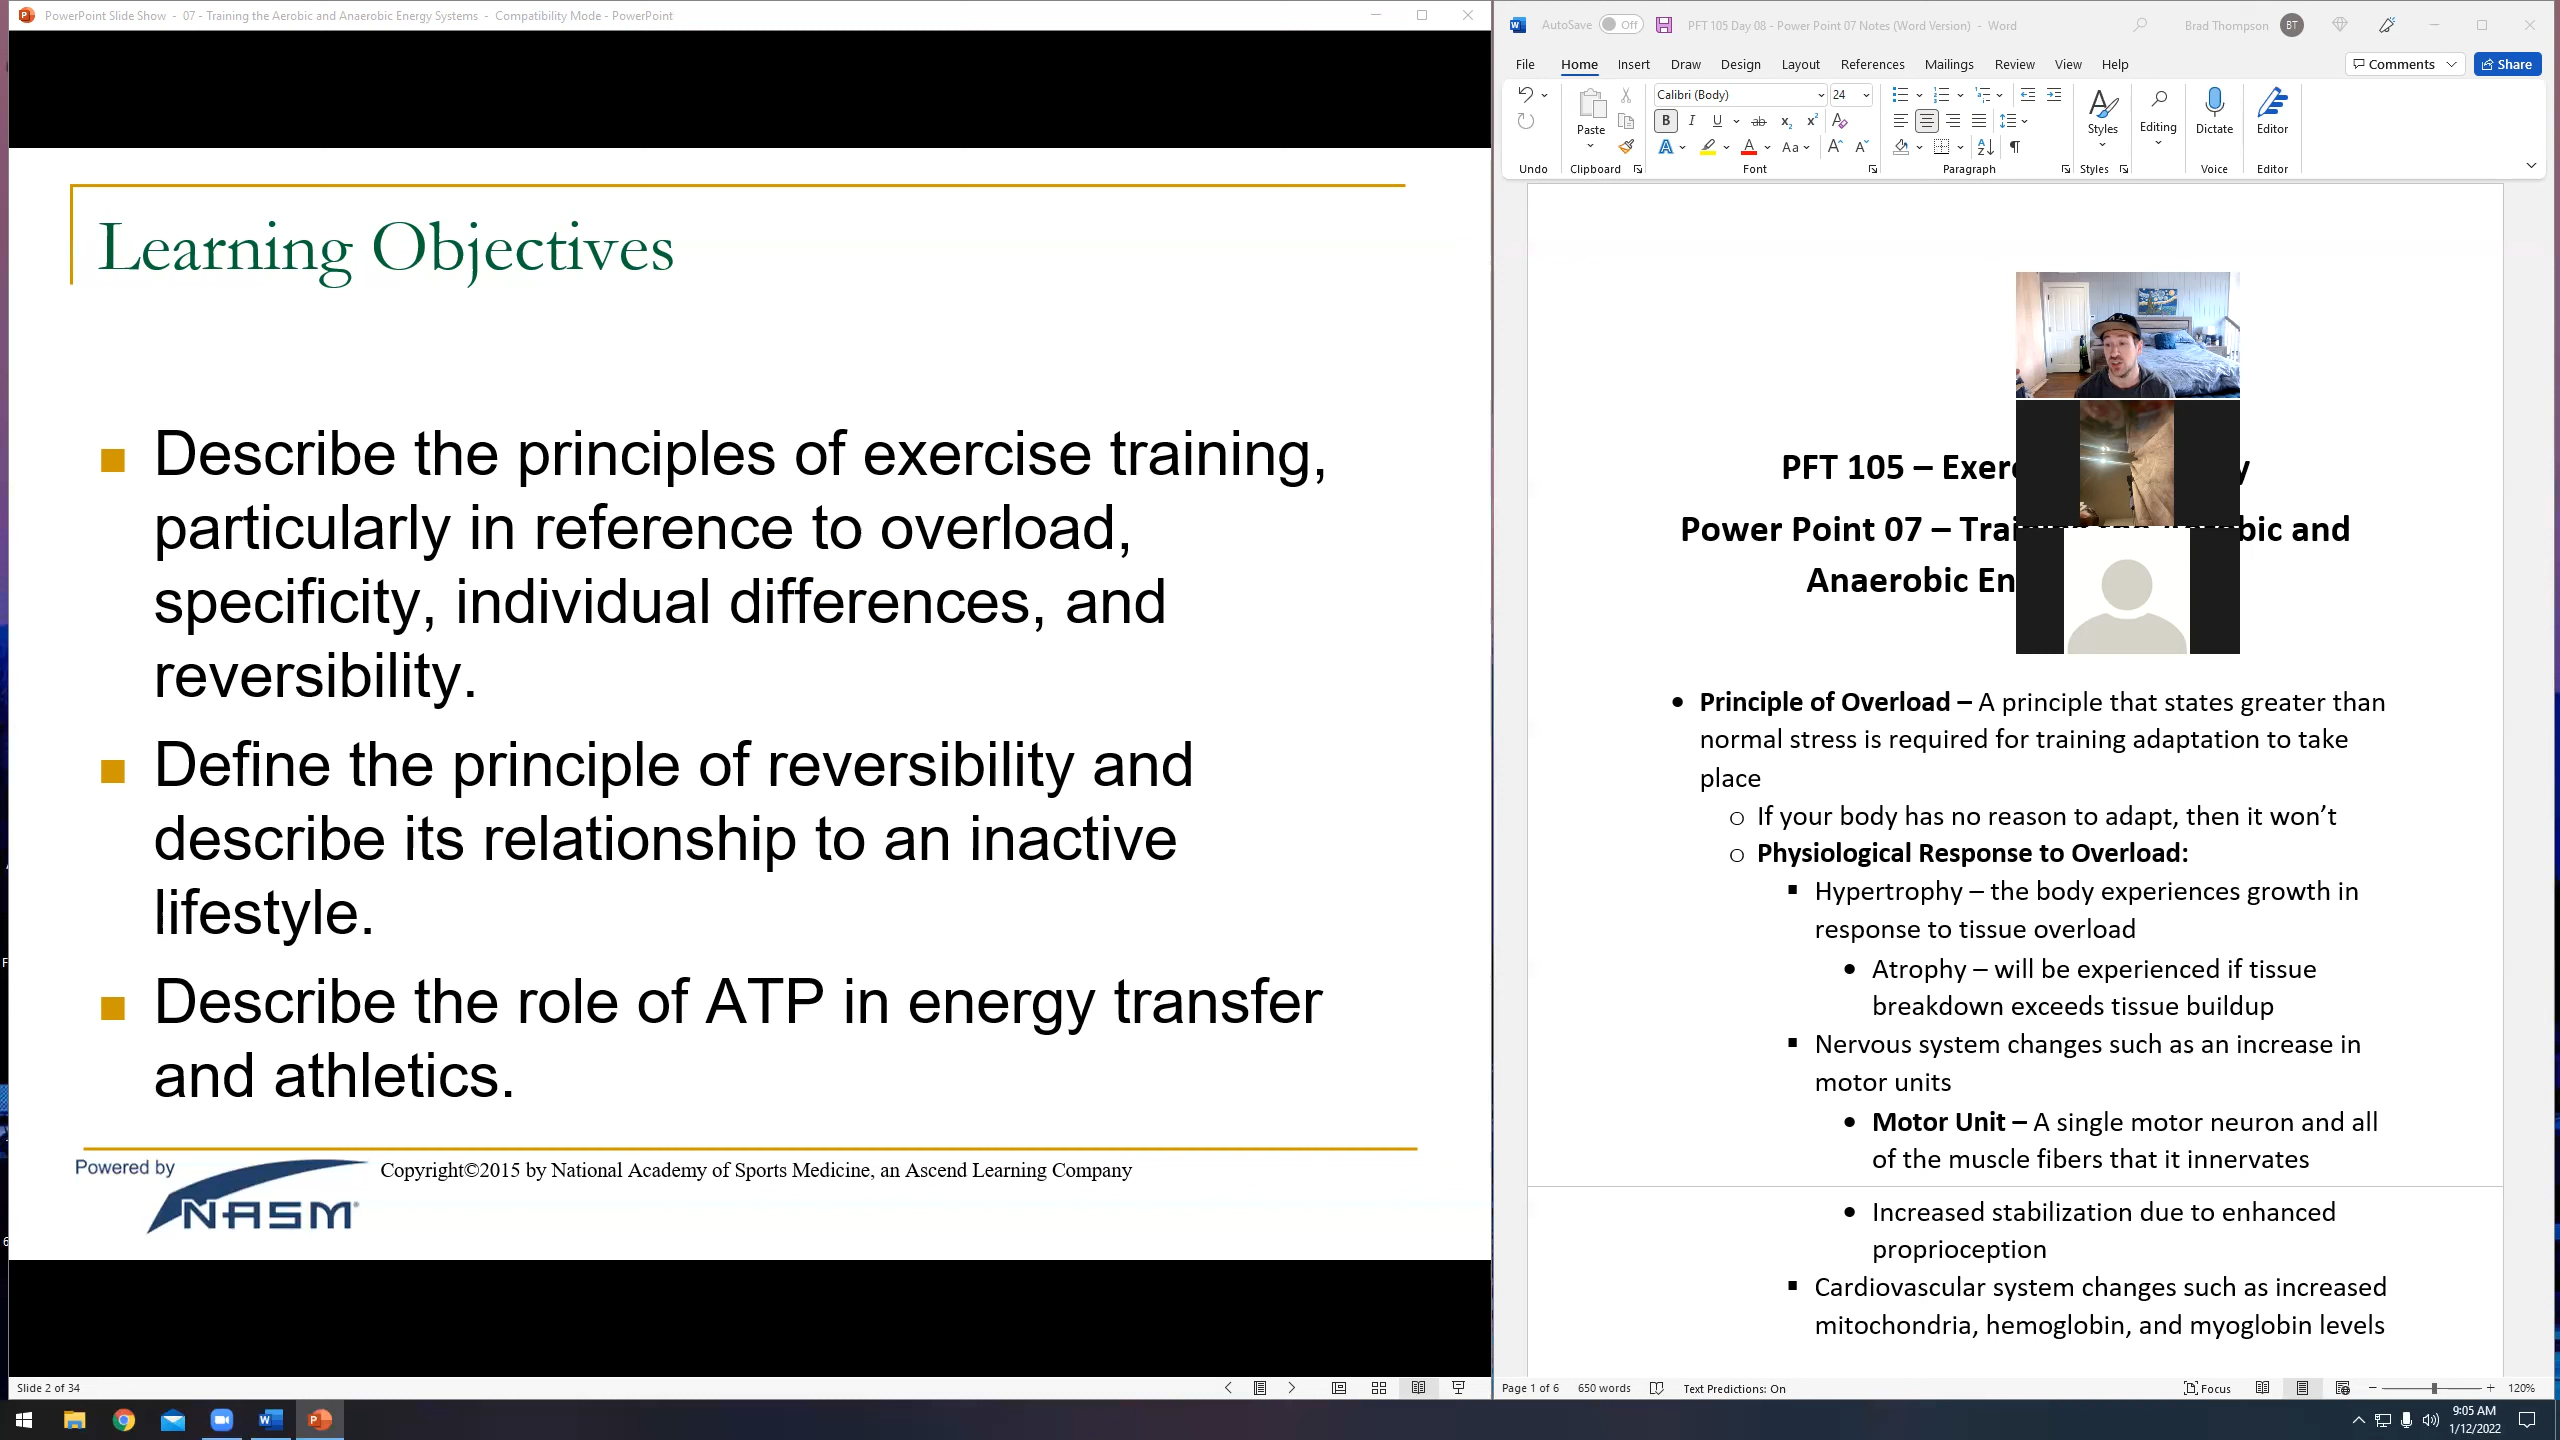 PowerPoint Slide Show - 07 - Training the Aerobic and Anaerobic Energy Systems - Compatibility Mode - PowerPoint
Learning Objectives
Describe the principles of exercise training,
particularly in reference to overload,
specificity, individual differences, and
reversibility.
Define the principle of reversibility and
describe its relationship to an inactive
lifestyle.
Describe the role of ATP in energy transfer
and athletics.
Powered by
NASM
Copyright©2015 by National Academy of Sports Medicine, an Ascend Learning Company
Slide 2 of 34
AutoSave Off PFT 105 Day 08 - Power Point 07 Notes (Word Version) - Word Brad Thompson BT
File Home Insert Draw Design Layout References Mailings Review View Help Comments Share
Calibri (Body) 24
Paste Styles Editing Dictate Editor
Undo Clipboard Font Paragraph Styles Voice Editor
PFT 105 –
Power Point 07 – and
Anaerobic
• Principle of Overload – A principle that states greater than
normal stress is required for training adaptation to take
place
o If your body has no reason to adapt, then it won’t
o Physiological Response to Overload:
▪ Hypertrophy – the body experiences growth in
response to tissue overload
• Atrophy – will be experienced if tissue
breakdown exceeds tissue buildup
▪ Nervous system changes such as an increase in
motor units
• Motor Unit – A single motor neuron and all
of the muscle fibers that it innervates
• Increased stabilization due to enhanced
proprioception
▪ Cardiovascular system changes such as increased
mitochondria, hemoglobin, and myoglobin levels
Page 1 of 6 650 words Text Predictions: On Focus 120%
9:05 AM
1/12/2022